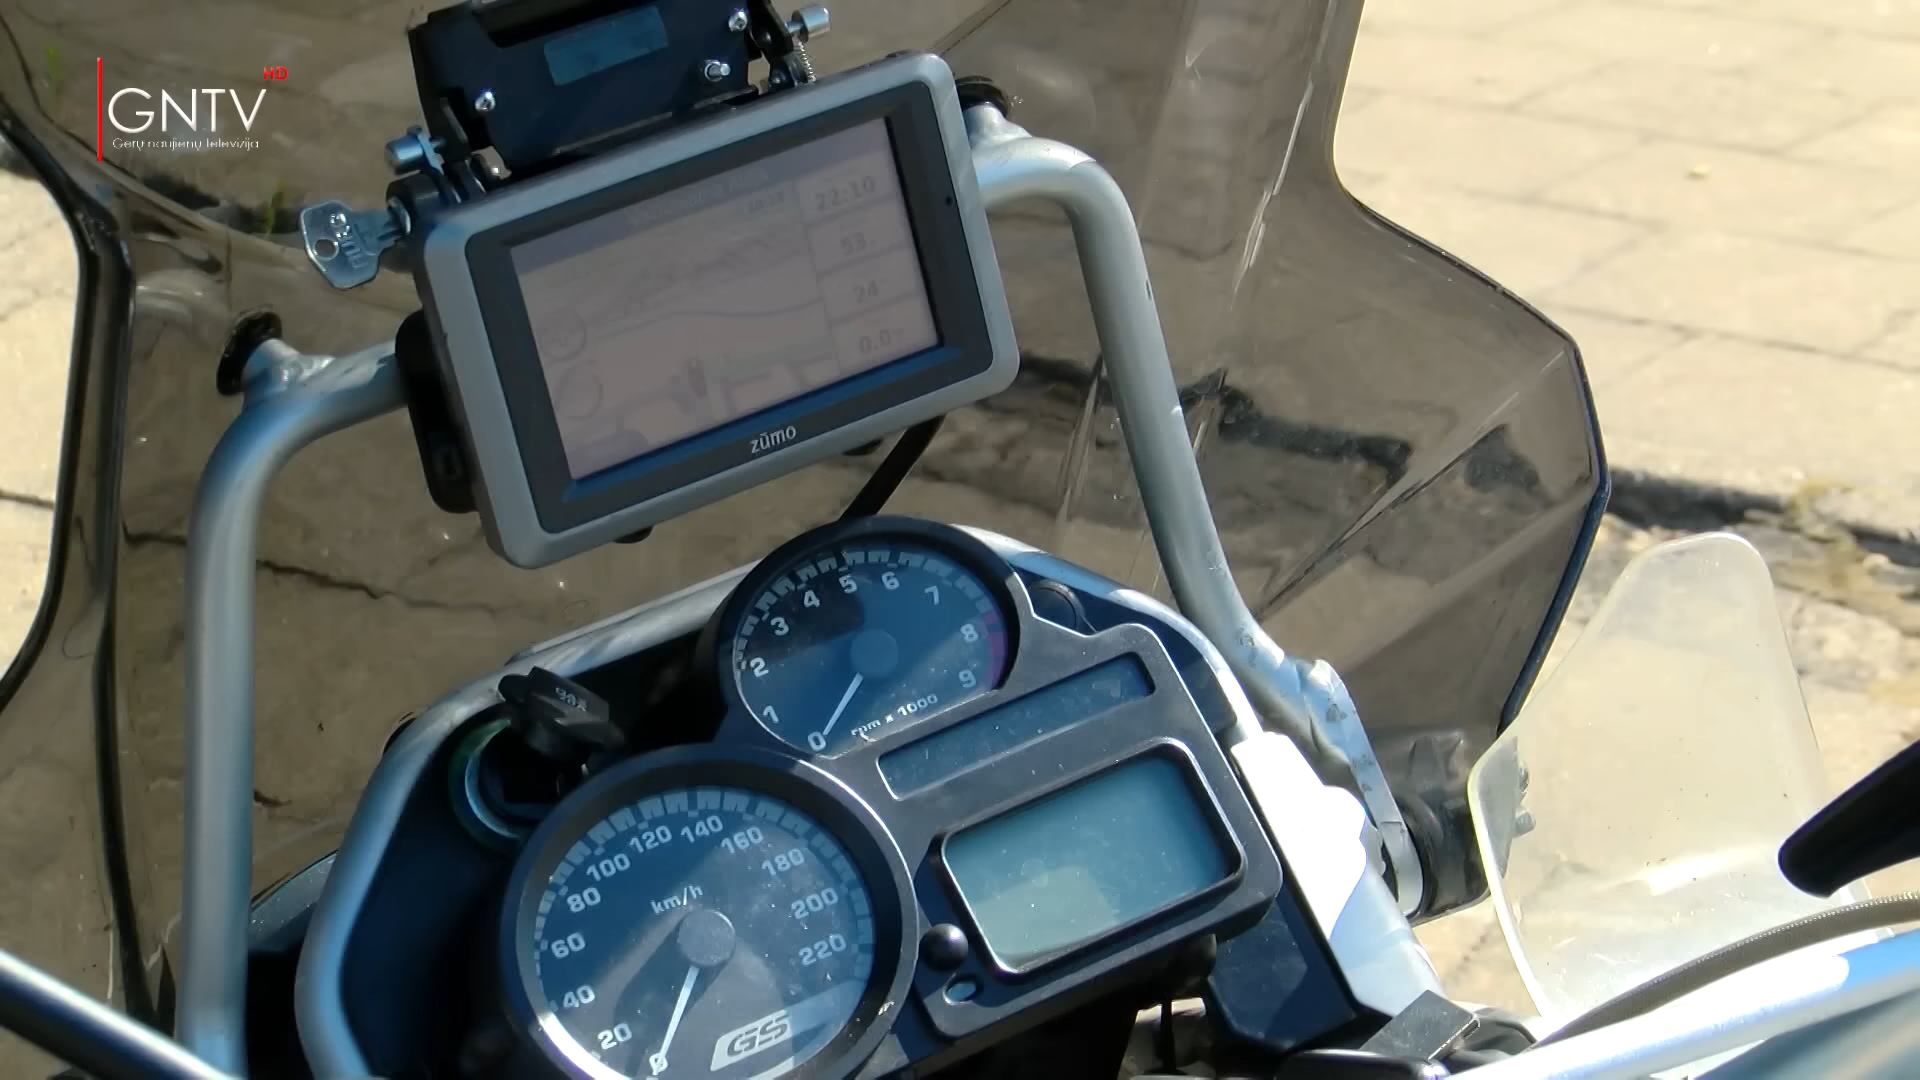 HD
GNTV
Gerų naujienų televizija
22:10
53
24
0.0
zūmo
0 1 2 3 4 5 6 7 8 9
rpm x 1000
0 20 40 60 80 100 120 140 160 180 200 220
km/h
GS